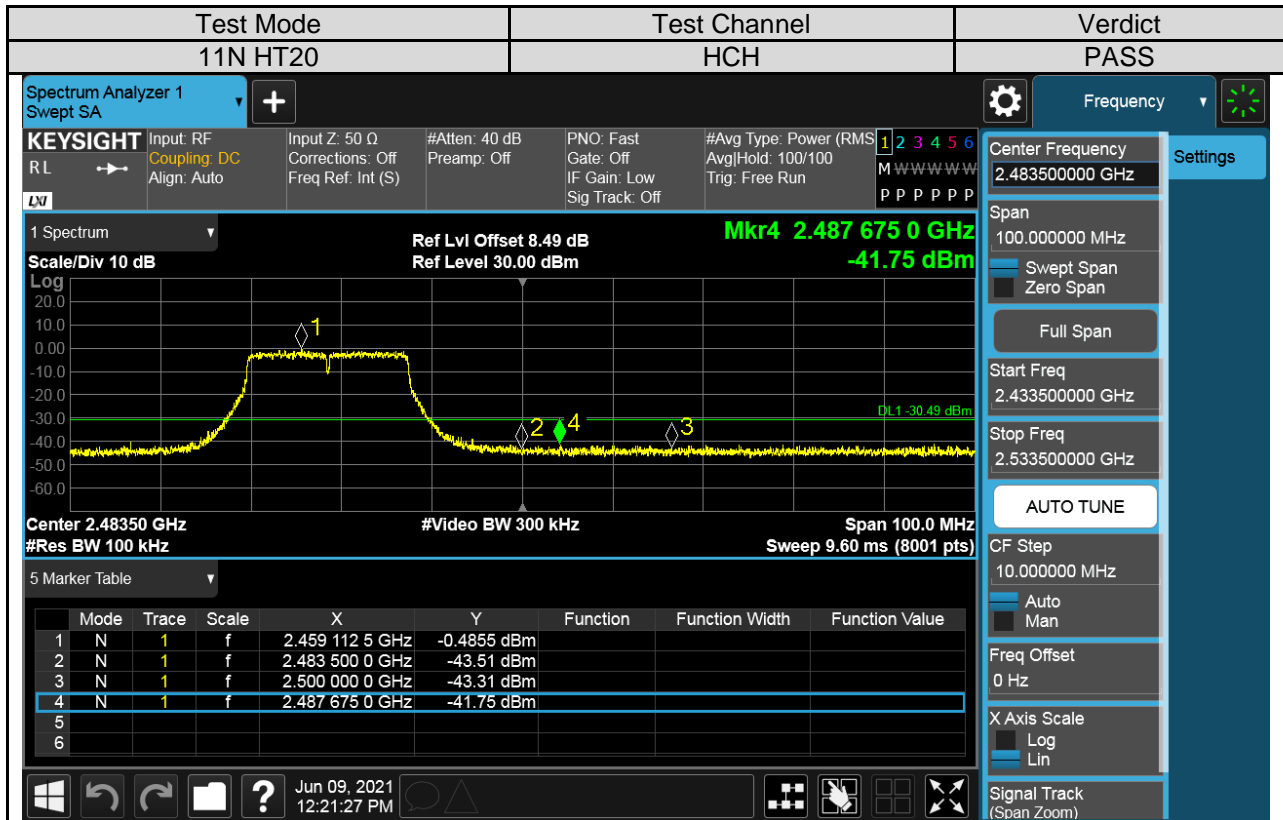 Test Mode Test Channel Verdict
11N HT20 HCH PASS
Spectrum Analyzer 1
Swept SA
+
Frequency
KEYSIGHT
RL
LXI
Input: RF
Coupling: DC
Align: Auto
Input Z: 50 Ω
Corrections: Off
Freq Ref: Int (S)
#Atten: 40 dB
Preamp: Off
PNO: Fast
Gate: Off
IF Gain: Low
Sig Track: Off
#Avg Type: Power (RMS
Avg|Hold: 100/100
Trig: Free Run
1 2 3 4 5 6
M W W W W W
P P P P P P
1 Spectrum
Scale/Div 10 dB
Ref Lvl Offset 8.49 dB
Ref Level 30.00 dBm
Mkr4 2.487 675 0 GHz
-41.75 dBm
Log
20.0
10.0
0.00
-10.0
-20.0
-30.0
-40.0
-50.0
-60.0
1
2
4
3
DL1 -30.49 dBm
Center 2.48350 GHz #Video BW 300 kHz Span 100.0 MHz
#Res BW 100 kHz Sweep 9.60 ms (8001 pts)
5 Marker Table
Mode Trace Scale X Y Function Function Width Function Value
1 N 1 f 2.459 112 5 GHz -0.4855 dBm
2 N 1 f 2.483 500 0 GHz -43.51 dBm
3 N 1 f 2.500 000 0 GHz -43.31 dBm
4 N 1 f 2.487 675 0 GHz -41.75 dBm
5
6
?
Jun 09, 2021
12:21:27 PM
Settings
Center Frequency
2.483500000 GHz
Span
100.000000 MHz
Swept Span
Zero Span
Full Span
Start Freq
2.433500000 GHz
Stop Freq
2.533500000 GHz
AUTO TUNE
CF Step
10.000000 MHz
Auto
Man
Freq Offset
0 Hz
X Axis Scale
Log
Lin
Signal Track
(Span Zoom)